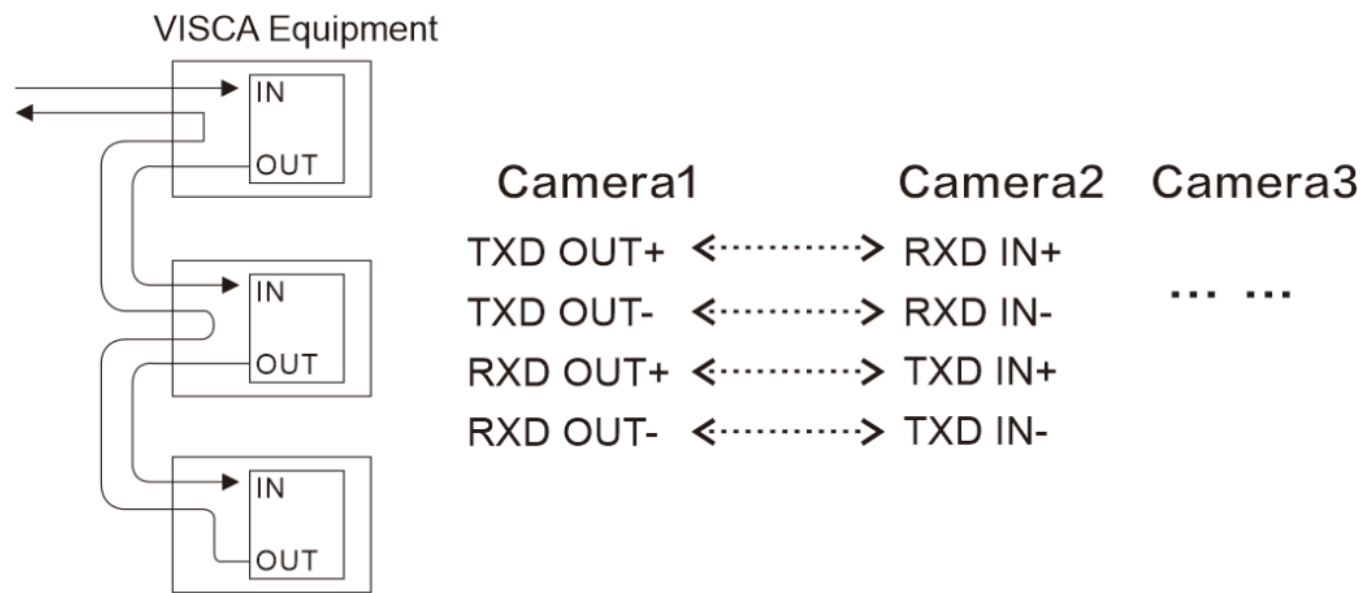 VISCA Equipment
IN
OUT
IN
OUT
IN
OUT
Camera1 Camera2 Camera3
TXD OUT+ RXD IN+
TXD OUT- RXD IN-
... ...
RXD OUT+ TXD IN+
RXD OUT- TXD IN-